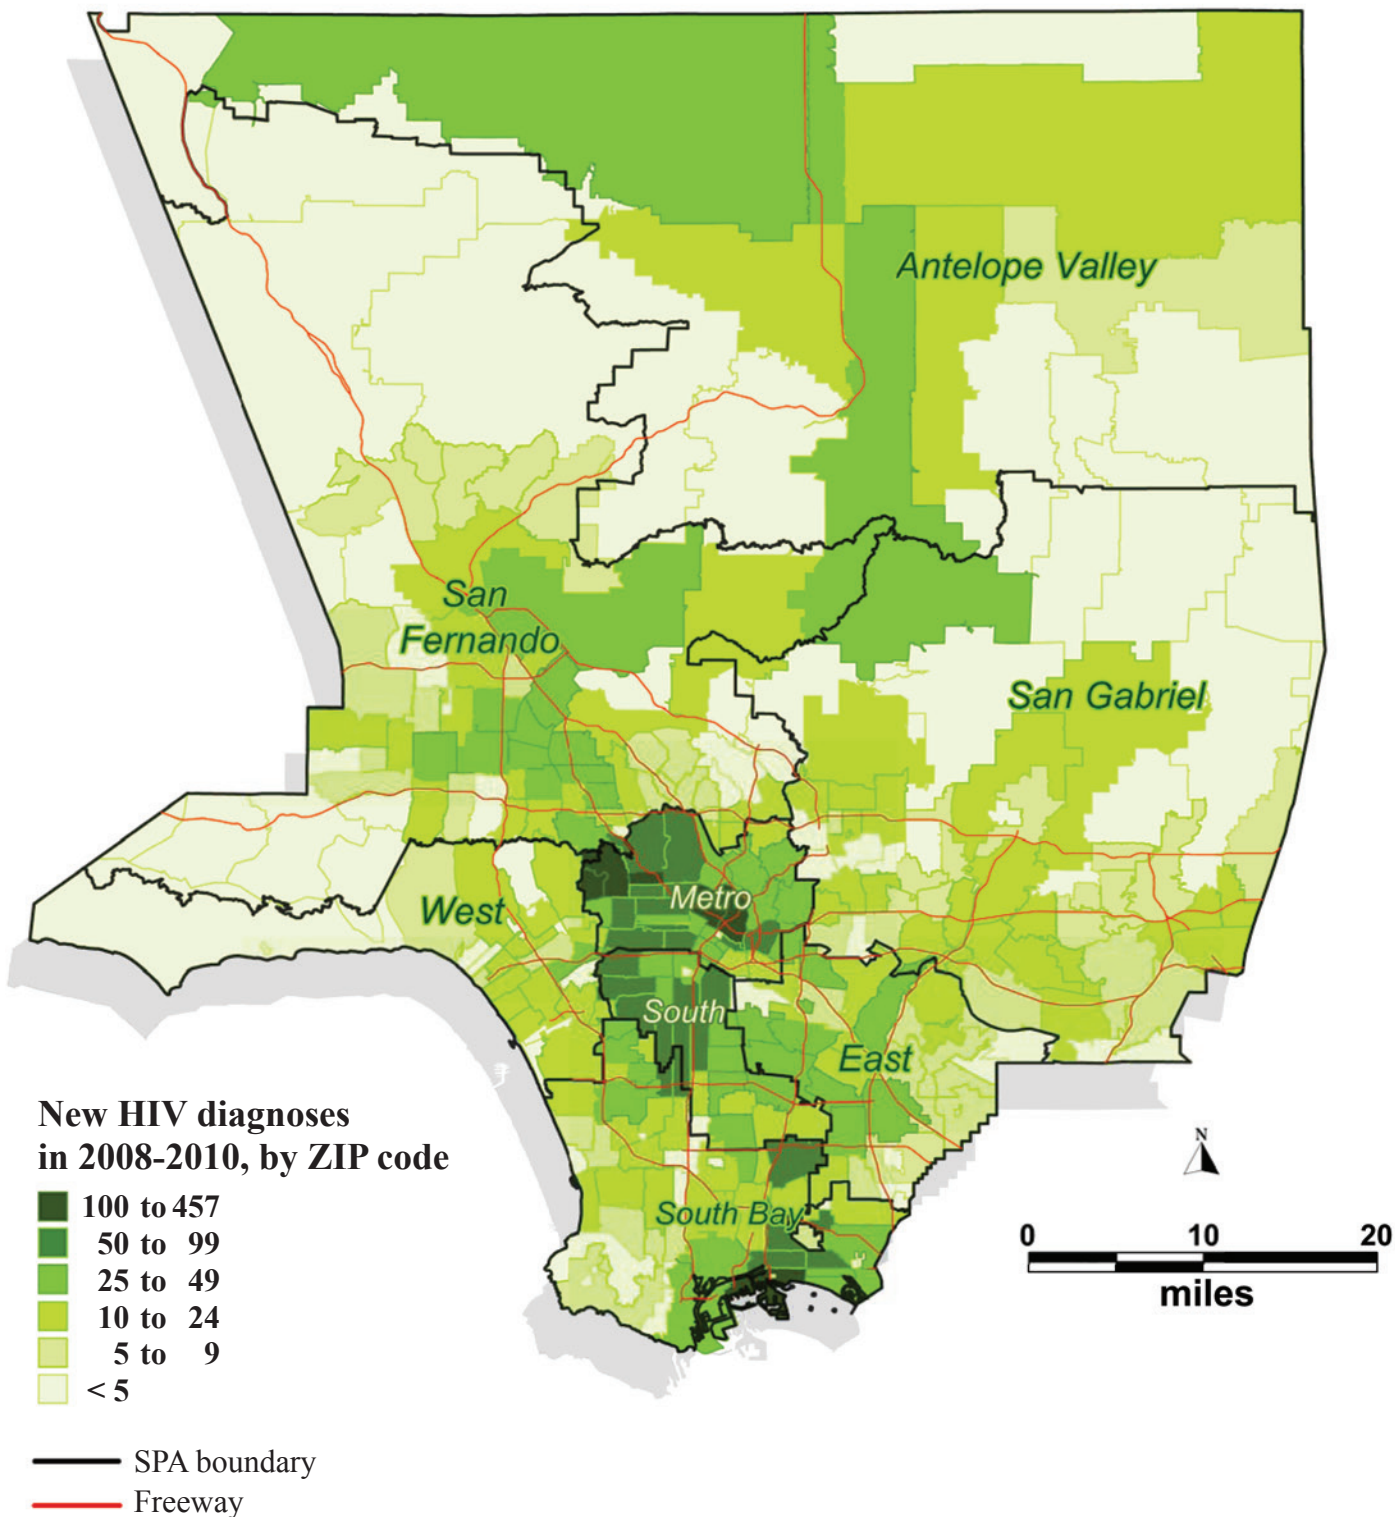 Antelope Valley
San
Fernando
San Gabriel
Metro
West
South
East
South Bay
New HIV diagnoses
in 2008-2010, by ZIP code
100 to 457
50 to 99
25 to 49
10 to 24
5 to 9
< 5
SPA boundary
Freeway
N
0 10 20
miles